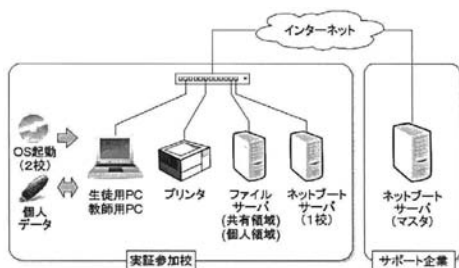 インターネット
OS起動
(2校)
個人
データ
生徒用PC
教師用PC
プリンタ
ファイル
サーバ
(共有領域)
(個人領域)
ネットブート
サーバ
(1校)
ネットブート
サーバ
(マスタ)
実証参加校
サポート企業